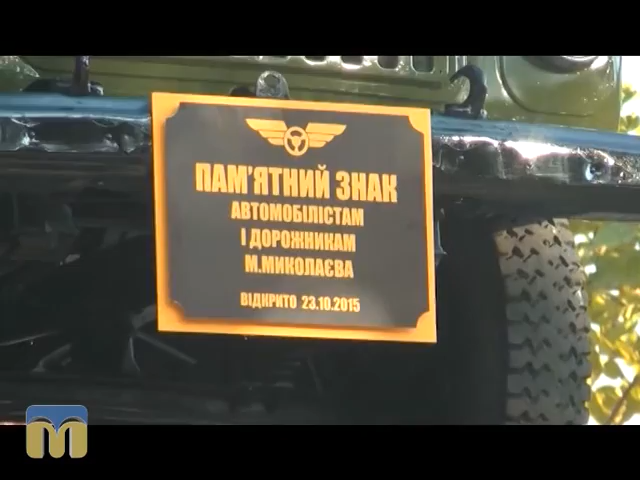 ПАМ'ЯТНИЙ ЗНАК
АВТОМОБІЛІСТАМ
І ДОРОЖНИКАМ
М.МИКОЛАЄВА
ВІДКРИТО 23.10.2015
М